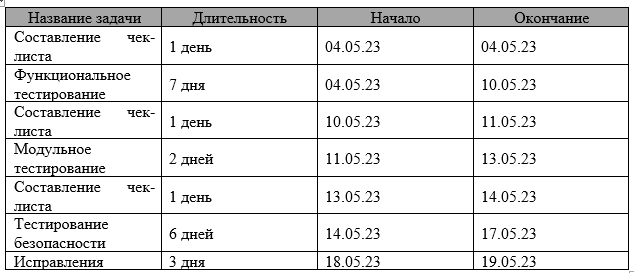 Название задачи Длительность Начало Окончание
Составление чек-
листа 1 день 04.05.23 04.05.23
Функциональное
тестирование 7 дня 04.05.23 10.05.23
Составление чек-
листа 1 день 10.05.23 11.05.23
Модульное
тестирование 2 дней 11.05.23 13.05.23
Составление чек-
листа 1 день 13.05.23 14.05.23
Тестирование
безопасности 6 дней 14.05.23 17.05.23
Исправления 3 дня 18.05.23 19.05.23